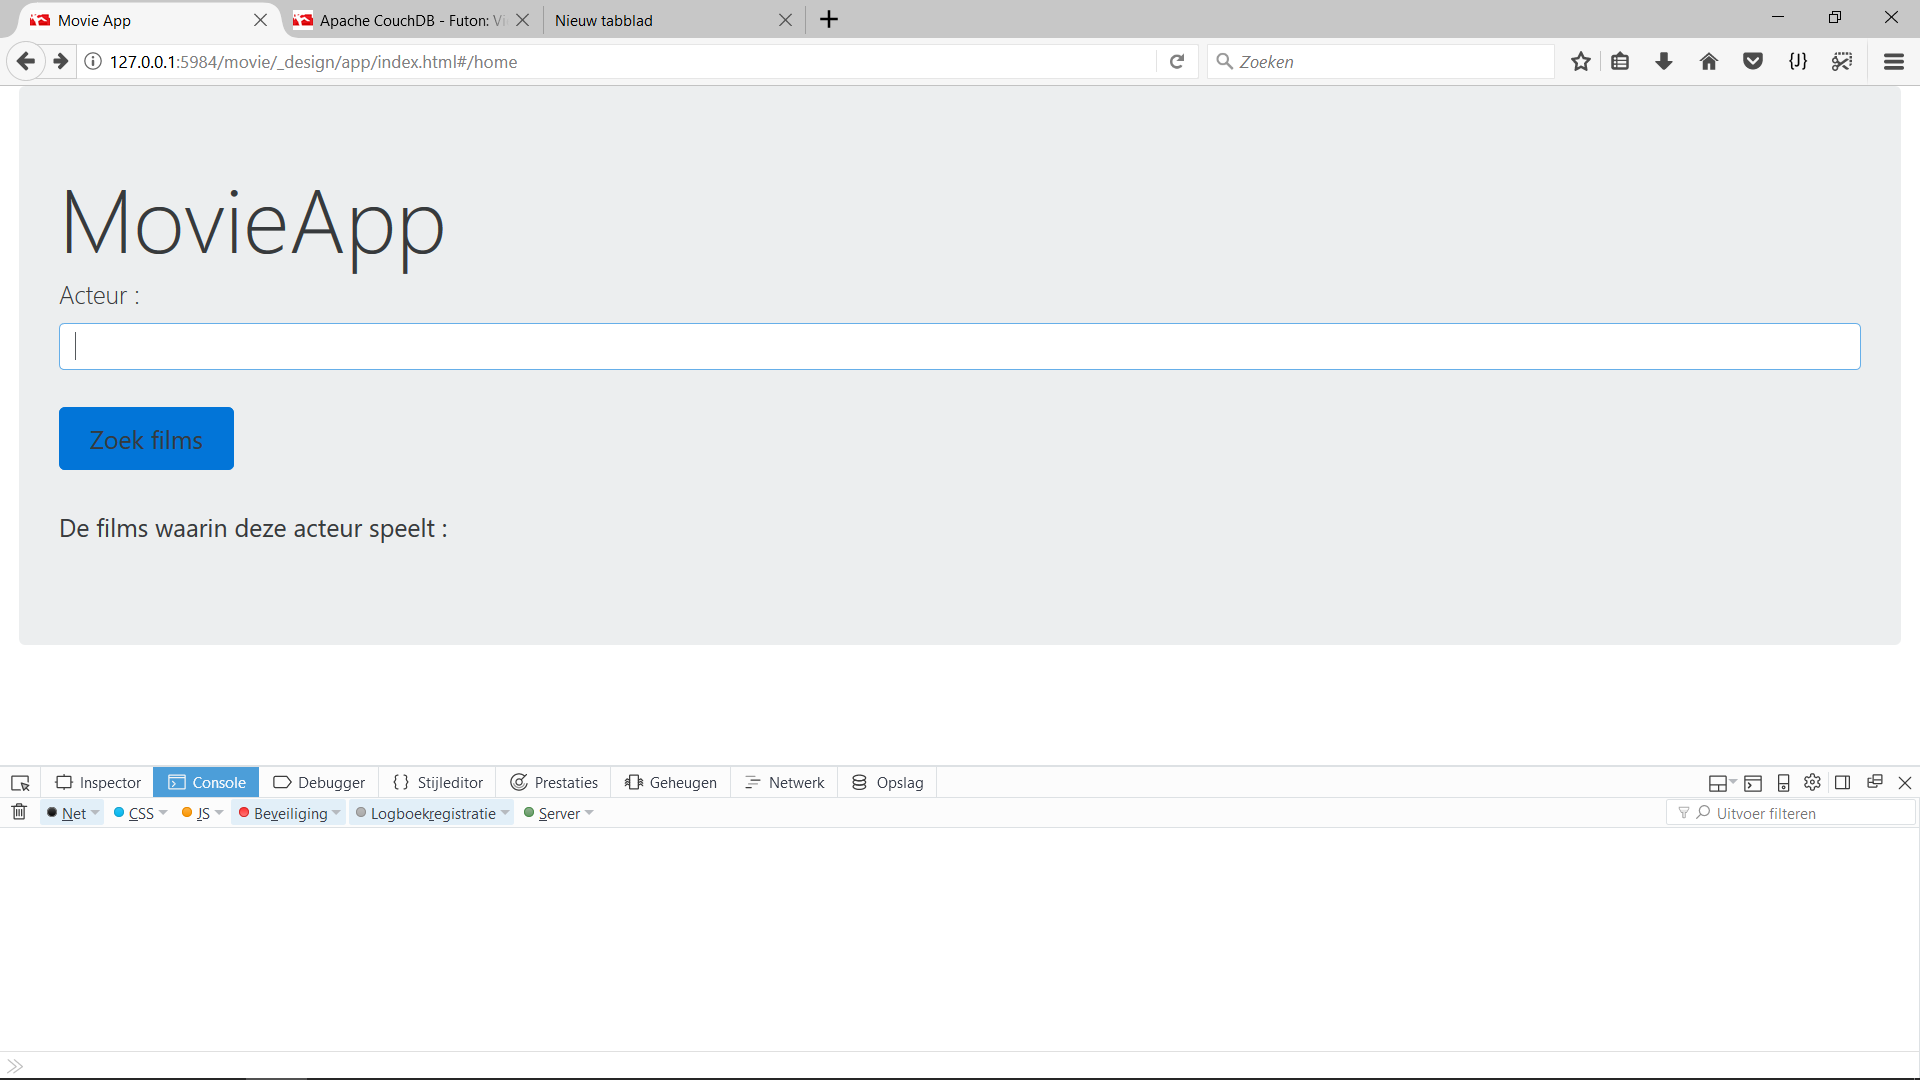 Movie App
Apache CouchDB - Futon: Vi
Nieuw tabblad
127.0.0.1:5984/movie/_design/app/index.html#/home
Zoeken
MovieApp
Acteur :
Zoek films
De films waarin deze acteur speelt :
Inspector
Console
Debugger
Stijleditor
Prestaties
Geheugen
Netwerk
Opslag
Net
CSS
JS
Beveiliging
Logboekregistratie
Server
Uitvoer filteren